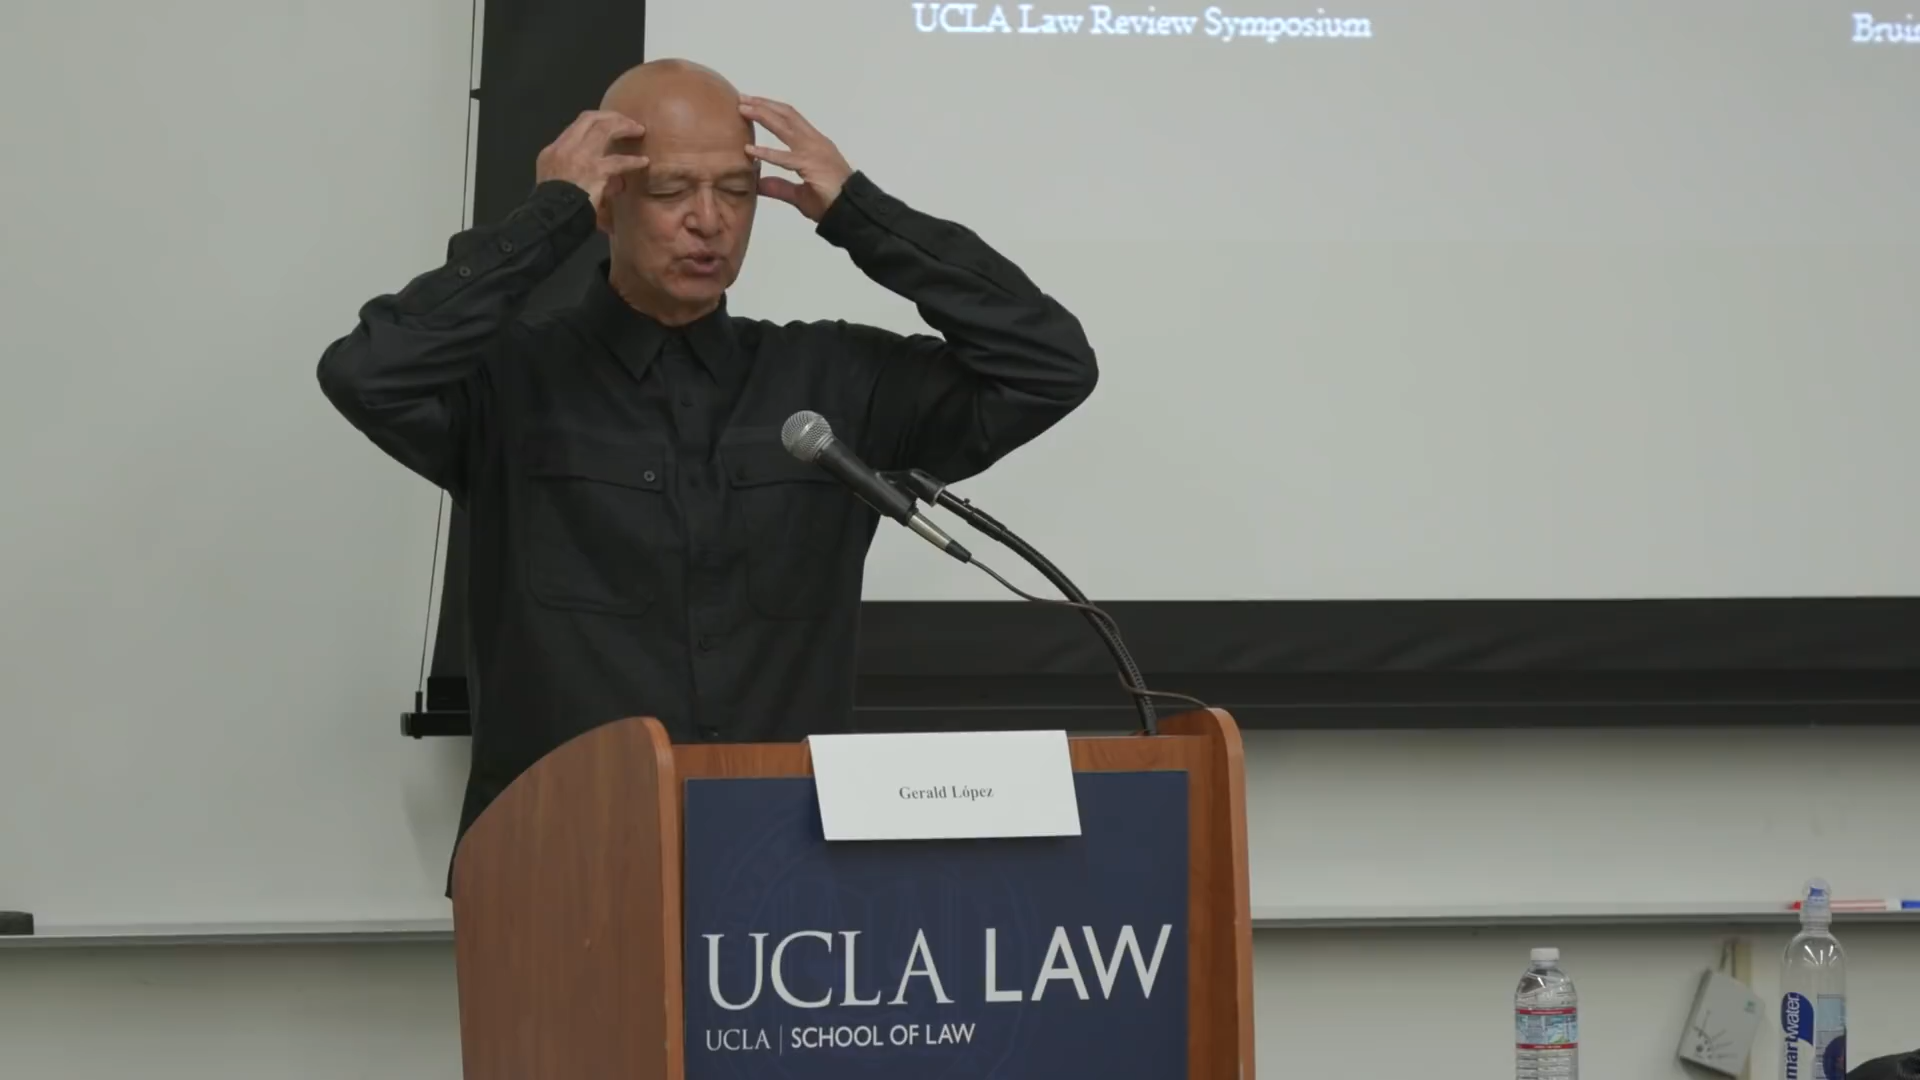 UCLA Law Review Symposium
Gerald López
UCLA LAW
UCLA | SCHOOL OF LAW